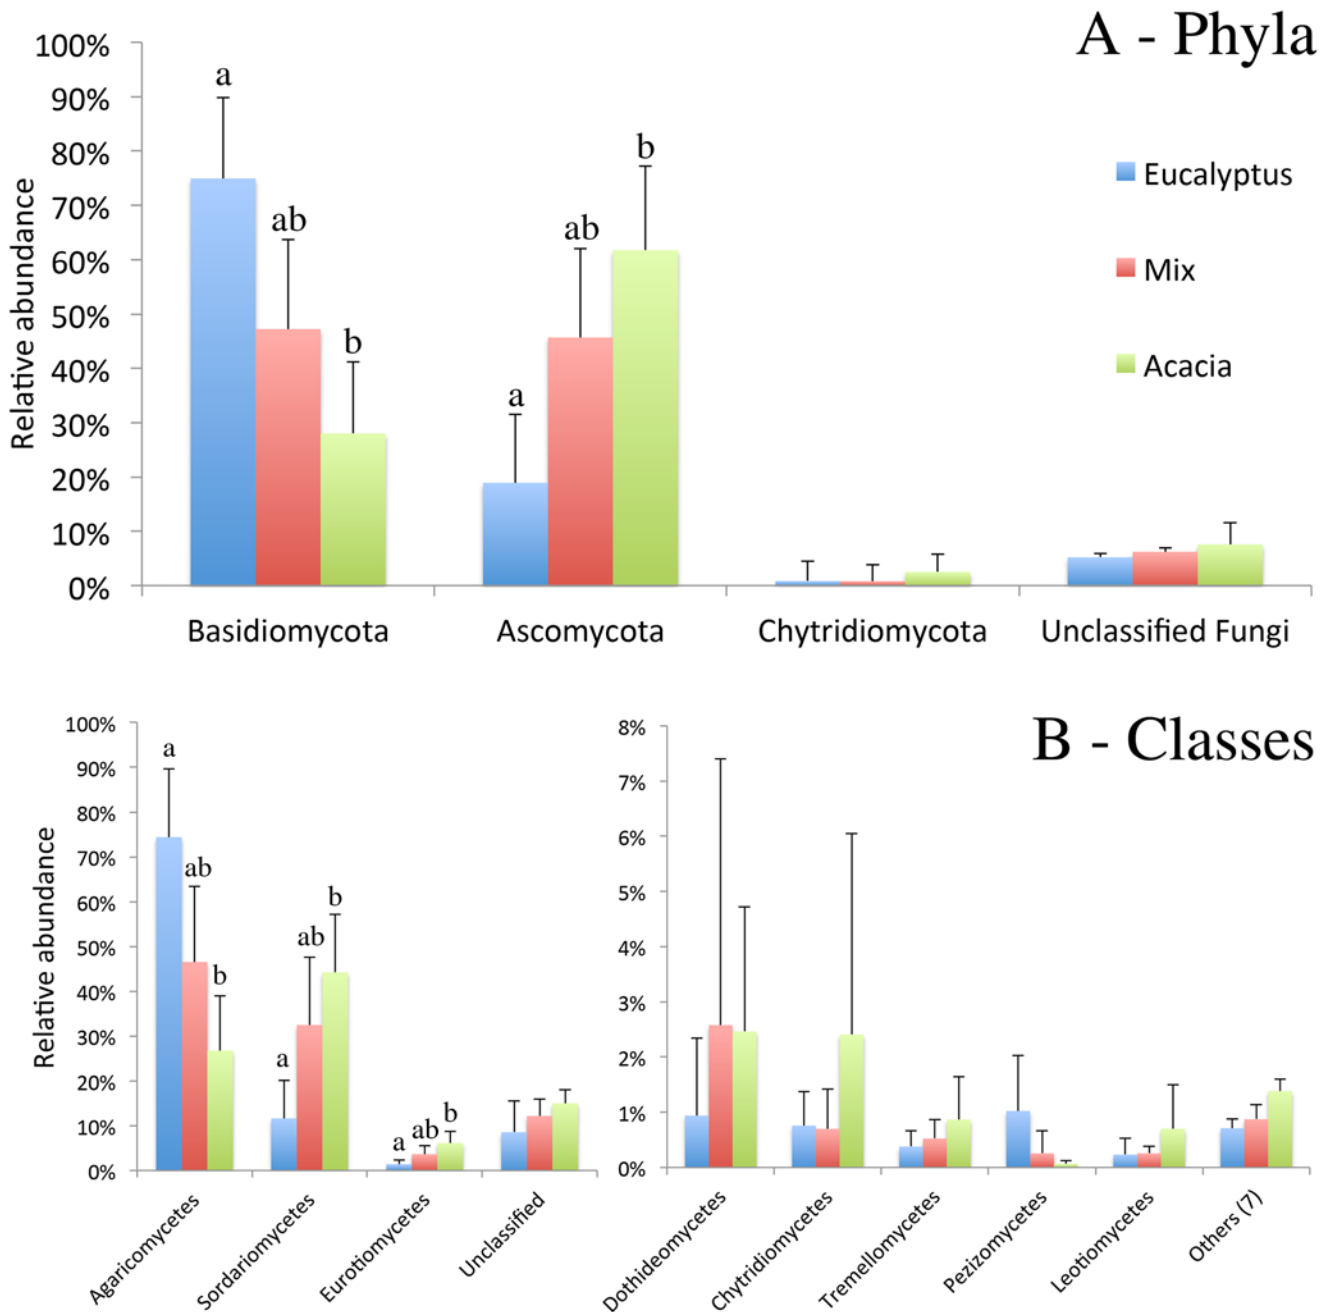 A - Phyla
100%
90%
80%
70%
60%
50%
40%
30%
20%
10%
0%
Relative abundance
a
ab
b
a
ab
b
Eucalyptus
Mix
Acacia
Basidiomycota
Ascomycota
Chytridiomycota
Unclassified Fungi
B - Classes
100%
90%
80%
70%
60%
50%
40%
30%
20%
10%
0%
Relative abundance
a
ab
b
a
ab
b
a
ab
b
Agaricomycetes
Sordariomycetes
Eurotiomycetes
Unclassified
8%
7%
6%
5%
4%
3%
2%
1%
0%
Dothideomycetes
Chytridiomycetes
Tremellomycetes
Pezizomycetes
Leotiomycetes
Others (7)